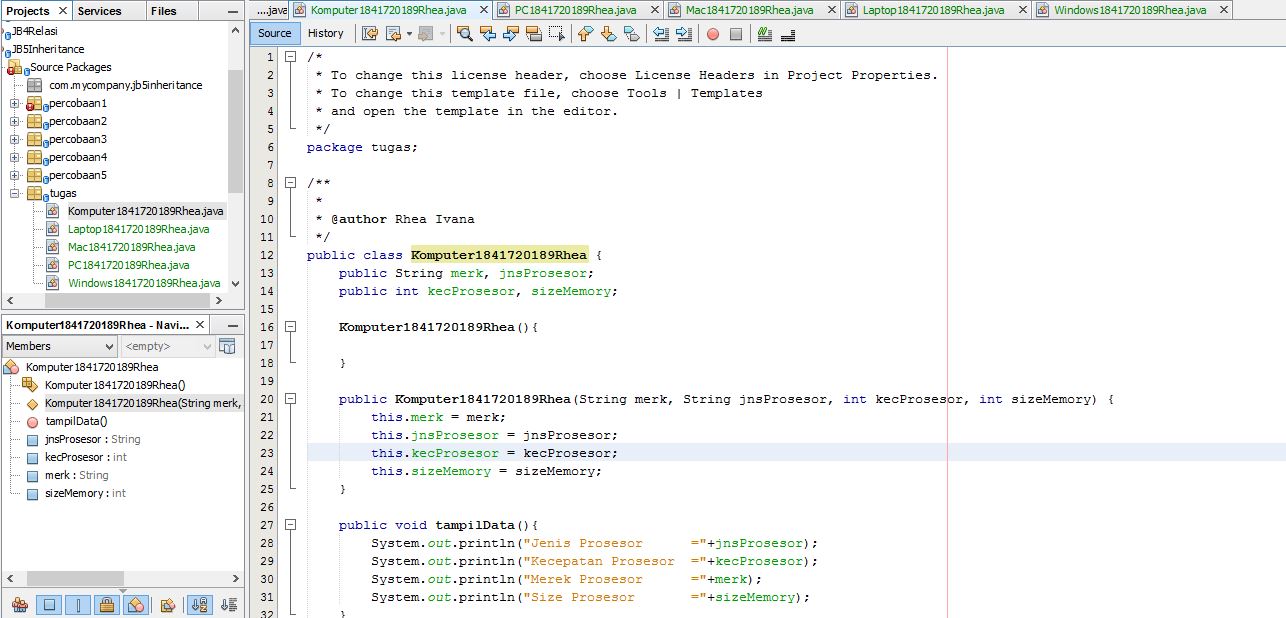 Projects
Services
Files
JB4Relasi
JB5Inheritance
Source Packages
com.mycompany.jb5inheritance
percobaan1
percobaan2
percobaan3
percobaan4
percobaan5
tugas
Komputer1841720189Rhea.java
Laptop1841720189Rhea.java
Mac1841720189Rhea.java
PC1841720189Rhea.java
Windows1841720189Rhea.java
Komputer1841720189Rhea - Navi...
Members
<empty>
Komputer1841720189Rhea
Komputer1841720189Rhea()
Komputer1841720189Rhea(String merk,
tampilData()
jnsProsesor : String
kecProsesor : int
merk : String
sizeMemory : int
....java
Komputer1841720189Rhea.java
PC1841720189Rhea.java
Mac1841720189Rhea.java
Laptop1841720189Rhea.java
Windows1841720189Rhea.java
Source
History
1 /*
2 * To change this license header, choose License Headers in Project Properties.
3 * To change this template file, choose Tools | Templates
4 * and open the template in the editor.
5 */
6 package tugas;
7
8 /**
9 *
10 * @author Rhea Ivana
11 */
12 public class Komputer1841720189Rhea {
13 public String merk, jnsProsesor;
14 public int kecProsesor, sizeMemory;
15
16 Komputer1841720189Rhea(){
17
18 }
19
20 public Komputer1841720189Rhea(String merk, String jnsProsesor, int kecProsesor, int sizeMemory) {
21 this.merk = merk;
22 this.jnsProsesor = jnsProsesor;
23 this.kecProsesor = kecProsesor;
24 this.sizeMemory = sizeMemory;
25 }
26
27 public void tampilData(){
28 System.out.println("Jenis Prosesor      ="+jnsProsesor);
29 System.out.println("Kecepatan Prosesor  ="+kecProsesor);
30 System.out.println("Merek Prosesor      ="+merk);
31 System.out.println("Size Prosesor       ="+sizeMemory);
32 }